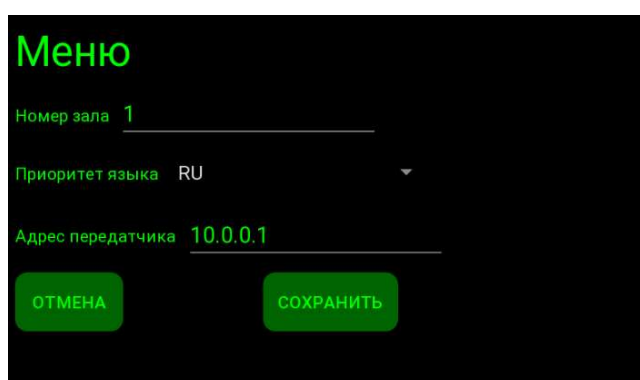 Меню
Номер зала 1
Приоритет языка RU
Адрес передатчика 10.0.0.1
ОТМЕНА СОХРАНИТЬ